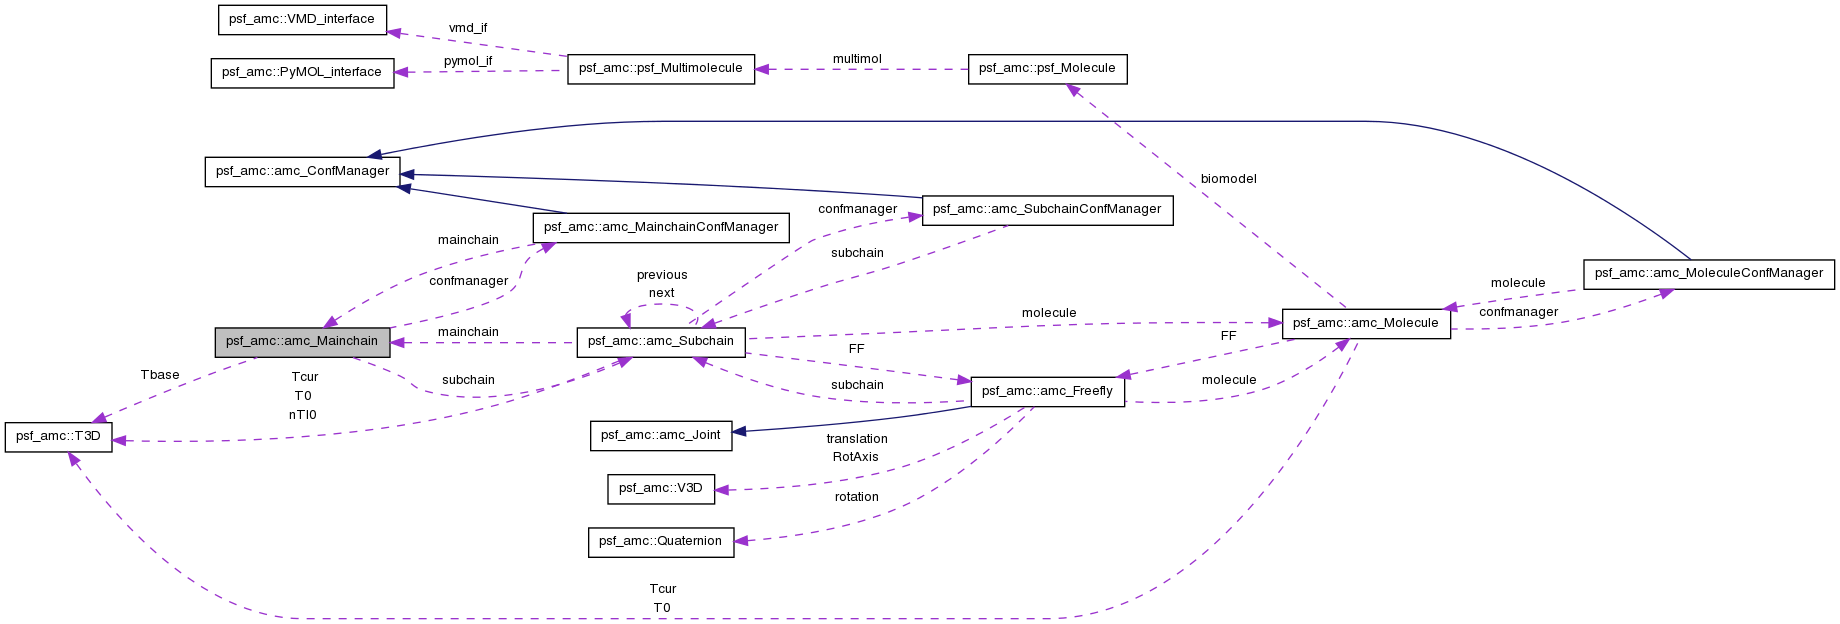 psf_amc::VMD_interface
vmd_if
psf_amc::PyMOL_interface
pymol_if
psf_amc::psf_Multimolecule
multimol
psf_amc::psf_Molecule
psf_amc::amc_ConfManager
biomodel
psf_amc::amc_SubchainConfManager
confmanager
psf_amc::amc_MainchainConfManager
mainchain
subchain
confmanager
previous
next
psf_amc::amc_MoleculeConfManager
molecule
confmanager
molecule
psf_amc::amc_Molecule
psf_amc::amc_Mainchain
mainchain
psf_amc::amc_Subchain
FF
FF
Tbase
Tcur
T0
nTl0
subchain
subchain
psf_amc::amc_Freefly
molecule
psf_amc::T3D
psf_amc::amc_Joint
translation
RotAxis
psf_amc::V3D
rotation
psf_amc::Quaternion
Tcur
T0